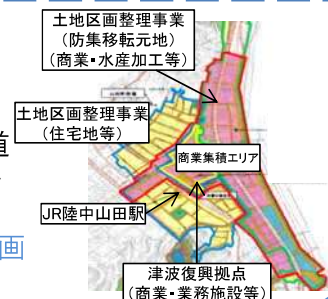 土地区画整理事業
(防集移転元地)
(商業・水産加工等)
土地区画整理事業
(住宅地等)
道
商業集積エリア
JR陸中山田駅
画
津波復興拠点
(商業・業務施設等)